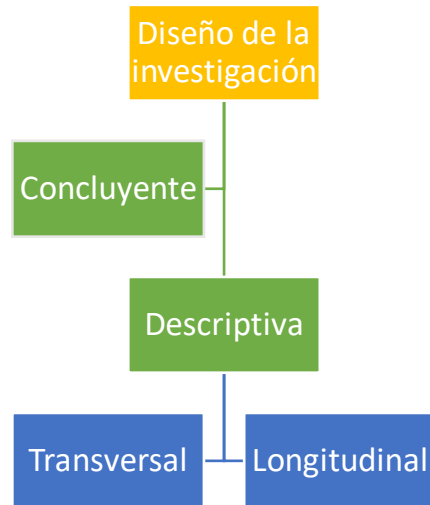 Diseño de la
investigación
Concluyente
Descriptiva
Transversal
Longitudinal